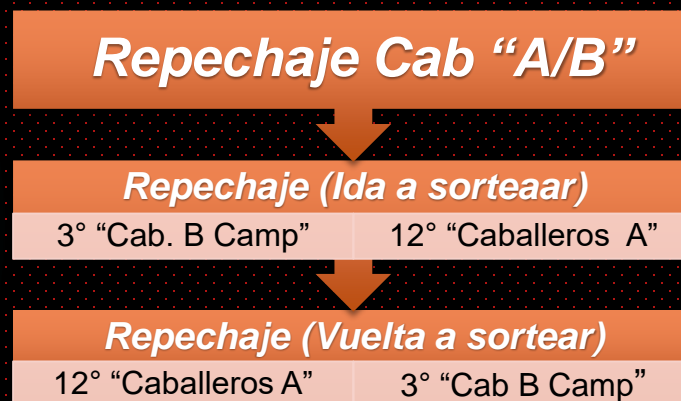 Repechaje Cab “A/B”
Repechaje (Ida a sorteaar)
3° “Cab. B Camp” 12° “Caballeros A”
Repechaje (Vuelta a sortear)
12° “Caballeros A” 3° “Cab B Camp”